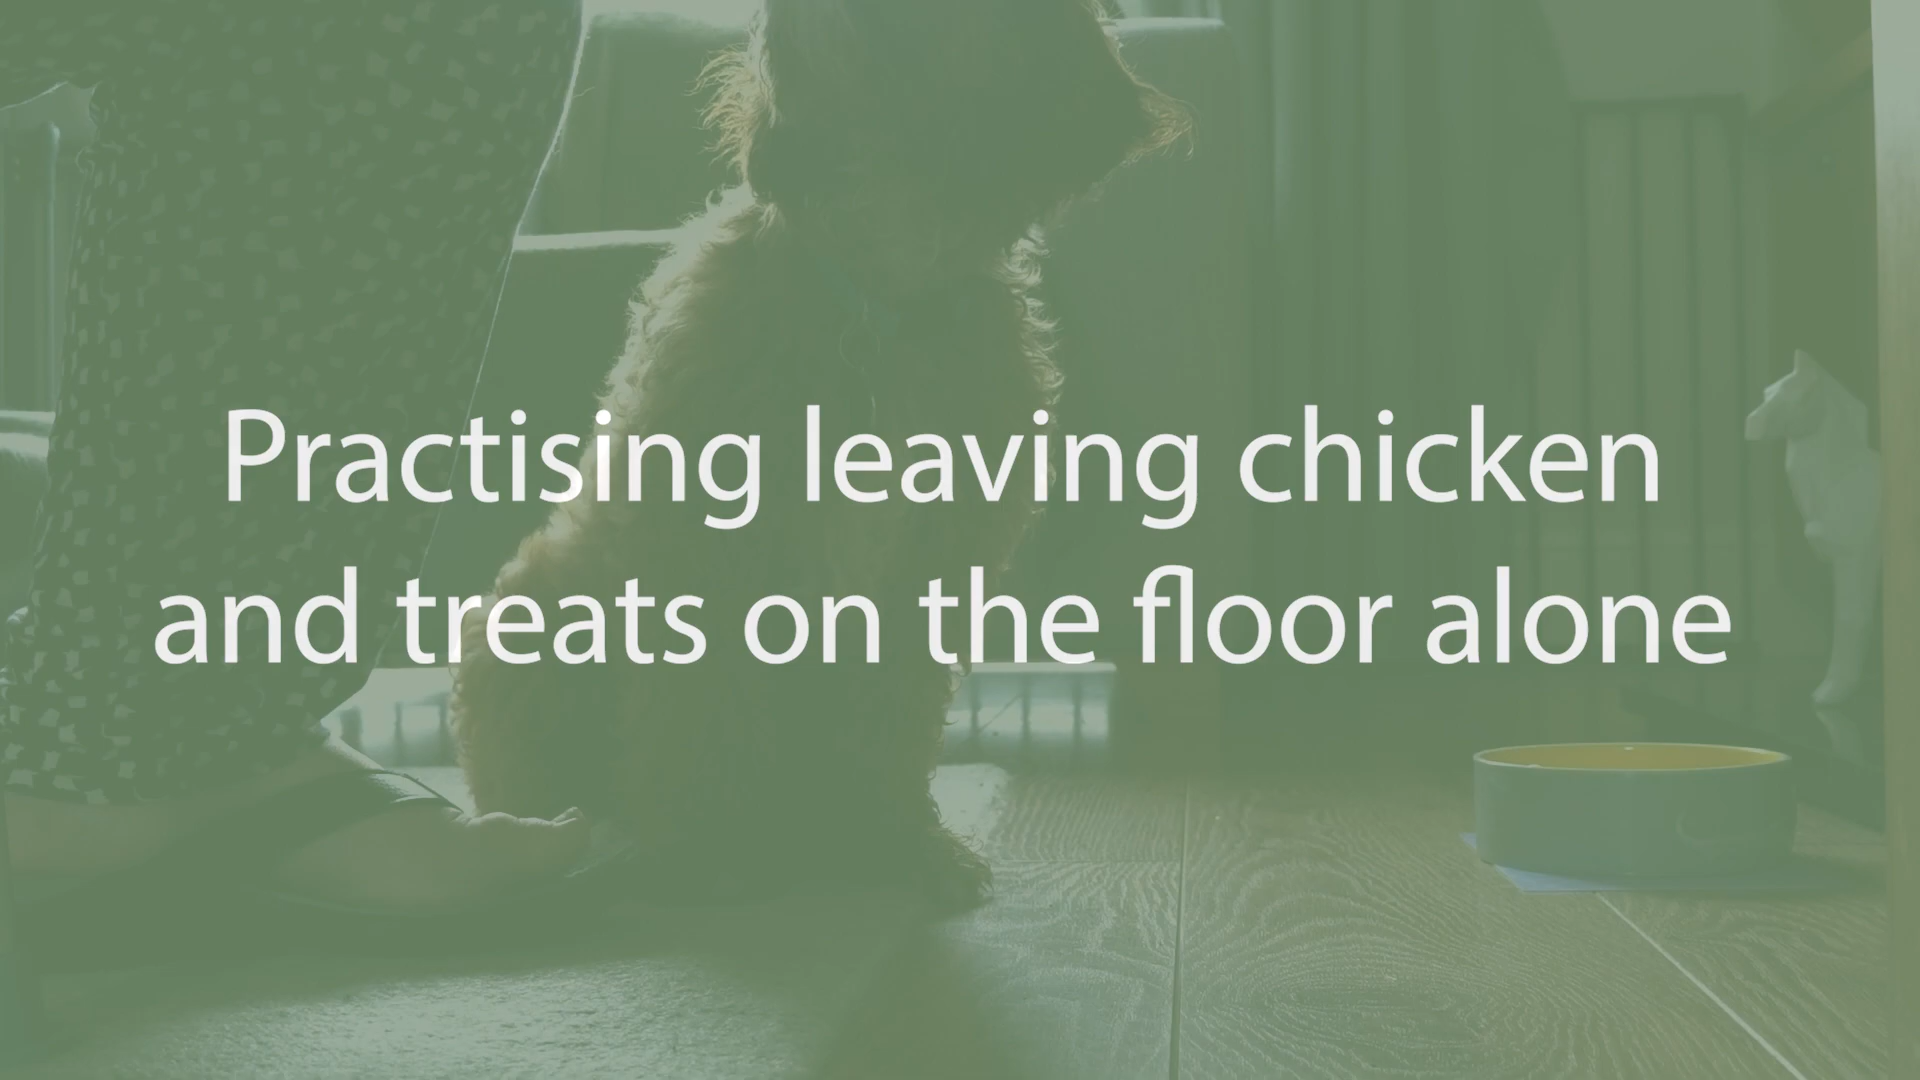 Practising leaving chicken
and treats on the floor alone